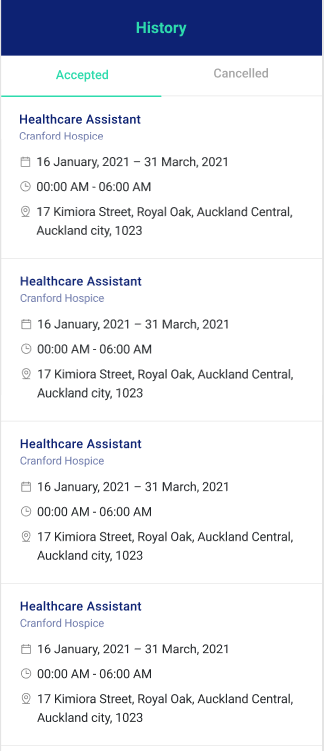 History
Accepted
Cancelled
Healthcare Assistant
Cranford Hospice
16 January, 2021 – 31 March, 2021
00:00 AM - 06:00 AM
17 Kimiora Street, Royal Oak, Auckland Central,
Auckland city, 1023
Healthcare Assistant
Cranford Hospice
16 January, 2021 – 31 March, 2021
00:00 AM - 06:00 AM
17 Kimiora Street, Royal Oak, Auckland Central,
Auckland city, 1023
Healthcare Assistant
Cranford Hospice
16 January, 2021 – 31 March, 2021
00:00 AM - 06:00 AM
17 Kimiora Street, Royal Oak, Auckland Central,
Auckland city, 1023
Healthcare Assistant
Cranford Hospice
16 January, 2021 – 31 March, 2021
00:00 AM - 06:00 AM
17 Kimiora Street, Royal Oak, Auckland Central,
Auckland city, 1023